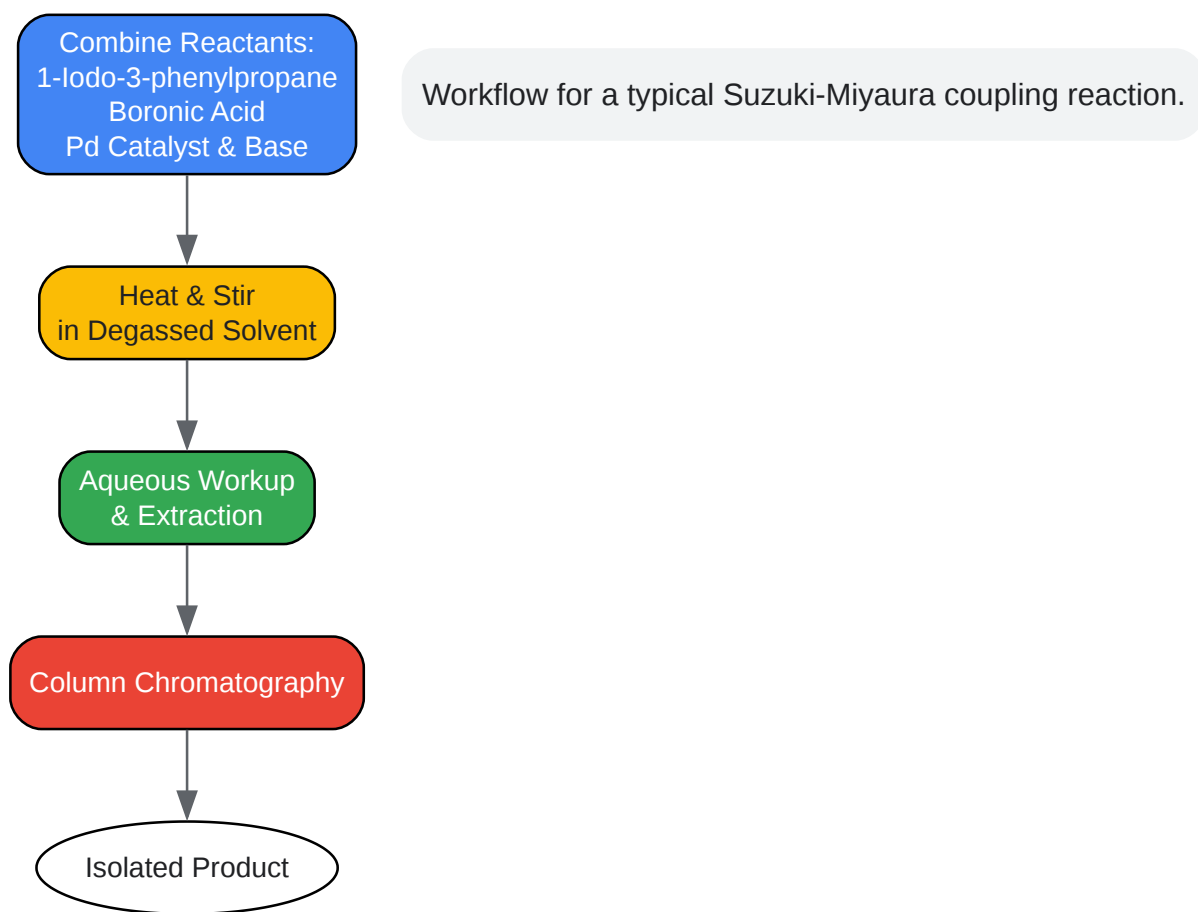 Combine Reactants:
1-Iodo-3-phenylpropane
Boronic Acid
Pd Catalyst & Base
Workflow for a typical Suzuki-Miyaura coupling reaction.
Heat & Stir
in Degassed Solvent
Aqueous Workup
& Extraction
Column Chromatography
Isolated Product